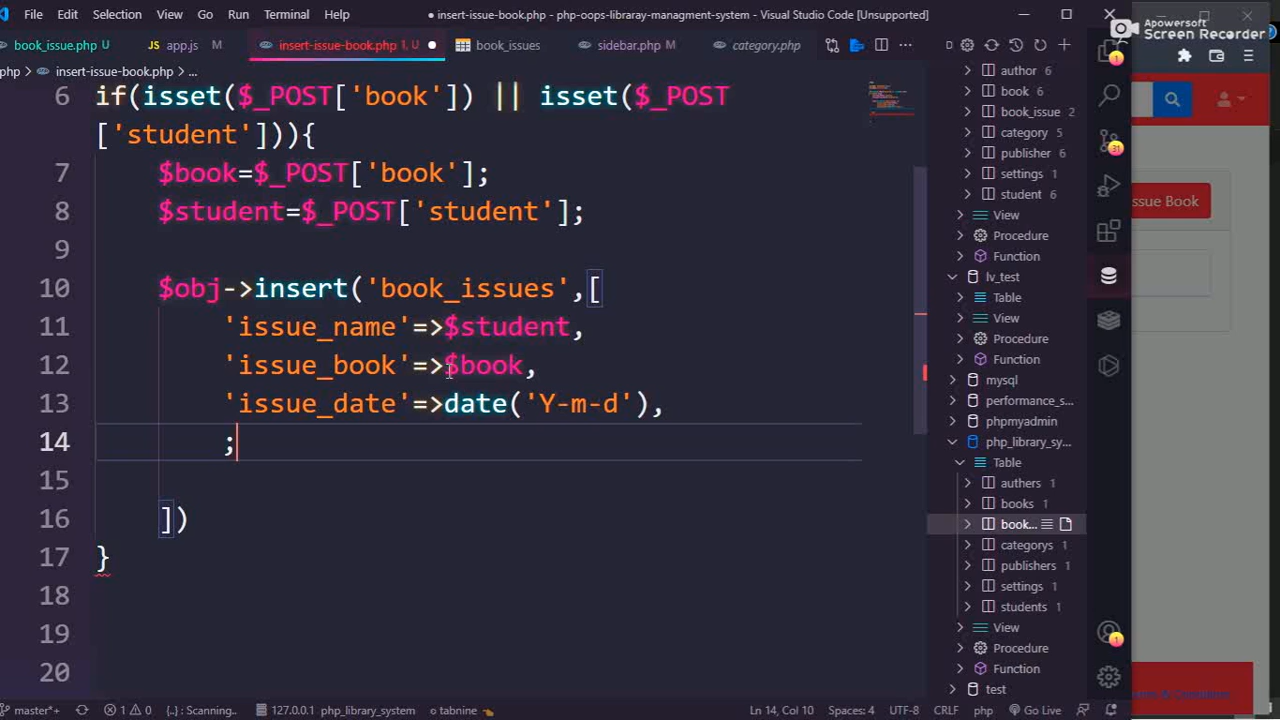 File Edit Selection View Go Run Terminal Help
● insert-issue-book.php - php-oops-libraray-managment-system - Visual Studio Code [Unsupported]
Apowersoft
Screen Recorder
book_issue.php U
app.js M
insert-issue-book.php 1, U ●
book_issues
sidebar.php M
category.php
D
php > insert-issue-book.php > ...
6 if(isset($_POST['book']) || isset($_POST
['student'])){
7 $book=$_POST['book'];
8 $student=$_POST['student'];
9
10 $obj->insert('book_issues',[
11 'issue_name'=>$student,
12 'issue_book'=>$book,
13 'issue_date'=>date('Y-m-d'),
14 ;
15
16 ])
17 }
18
19
20
author 6
book 6
book_issue 2
category 5
publisher 6
settings 1
student 6
View
Procedure
Function
lv_test
Table
View
Procedure
Function
mysql
performance_s...
phpmyadmin
php_library_sy...
Table
authers 1
books 1
book...
categorys 1
publishers 1
settings 1
students 1
View
Procedure
Function
test
1
31
1
1
ssue Book
master*+ 1 0 {..} : Scanning... 127.0.0.1 php_library_system tabnine Ln 14, Col 10 Spaces: 4 UTF-8 CRLF php Go Live